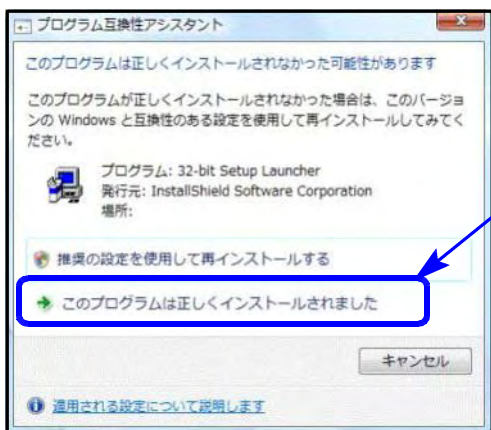 プログラム互換性アシスタント
このプログラムは正しくインストールされなかった可能性があります
このプログラムが正しくインストールされなかった場合は、このバージョ
ンの Windows と互換性のある設定を使用して再インストールしてみてく
ださい。
プログラム: 32-bit Setup Launcher
発行元: InstallShield Software Corporation
場所:
推奨の設定を使用して再インストールする
このプログラムは正しくインストールされました
キャンセル
適用される設定について説明します